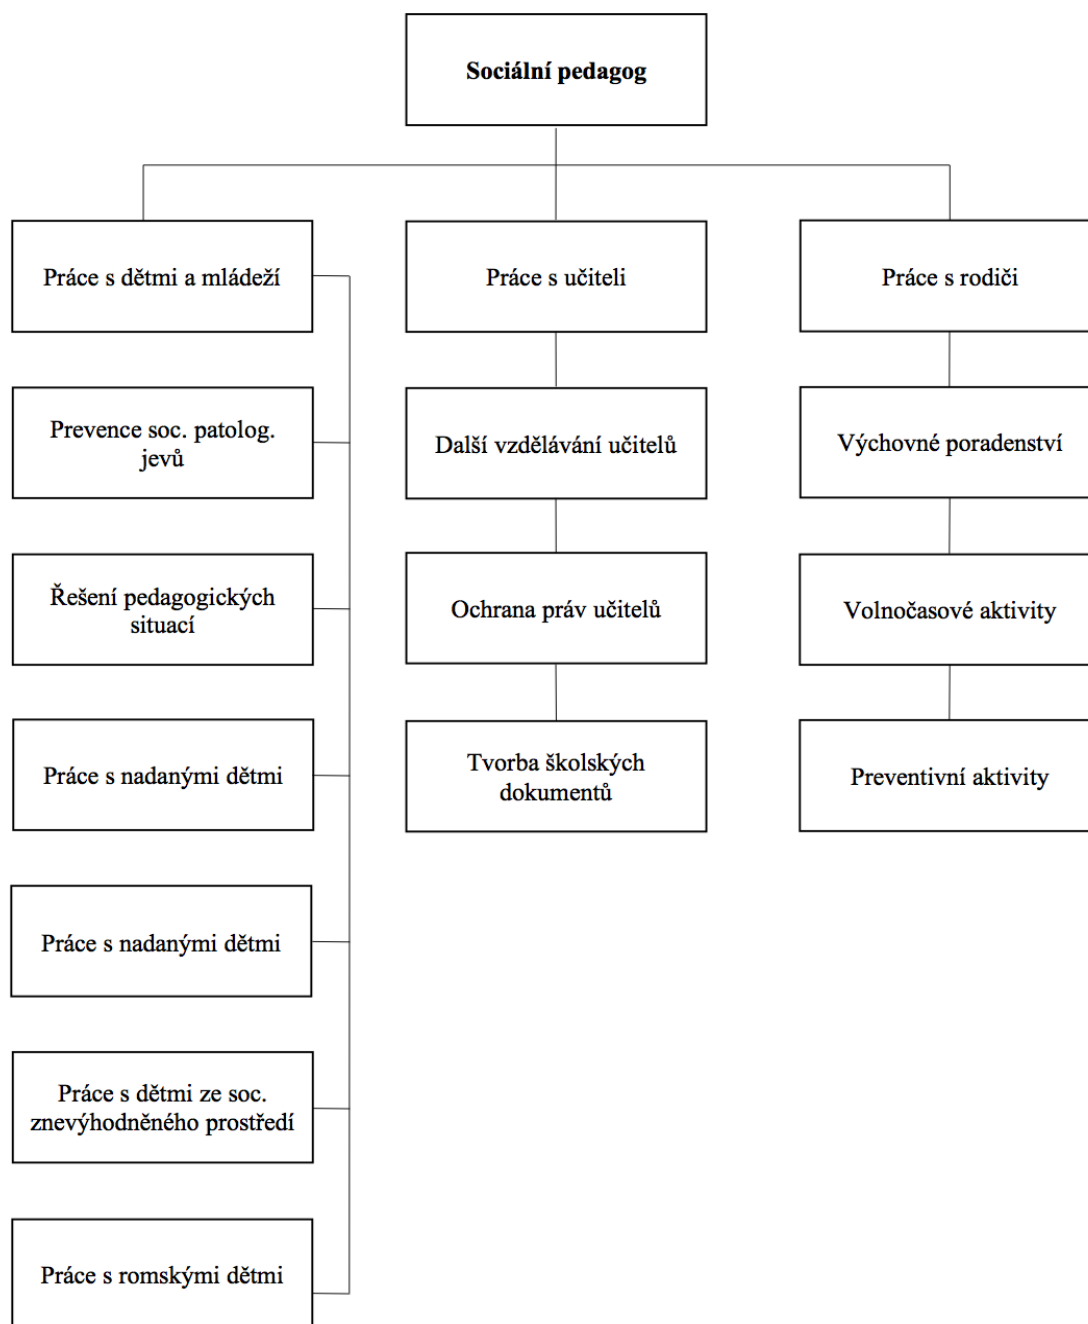 Sociální pedagog
Práce s dětmi a mládeží
Práce s učiteli
Práce s rodiči
Prevence soc. patolog.
jevů
Další vzdělávání učitelů
Výchovné poradenství
Řešení pedagogických
situací
Ochrana práv učitelů
Volnočasové aktivity
Práce s nadanými dětmi
Tvorba školských
dokumentů
Preventivní aktivity
Práce s nadanými dětmi
Práce s dětmi ze soc.
znevýhodněného prostředí
Práce s romskými dětmi